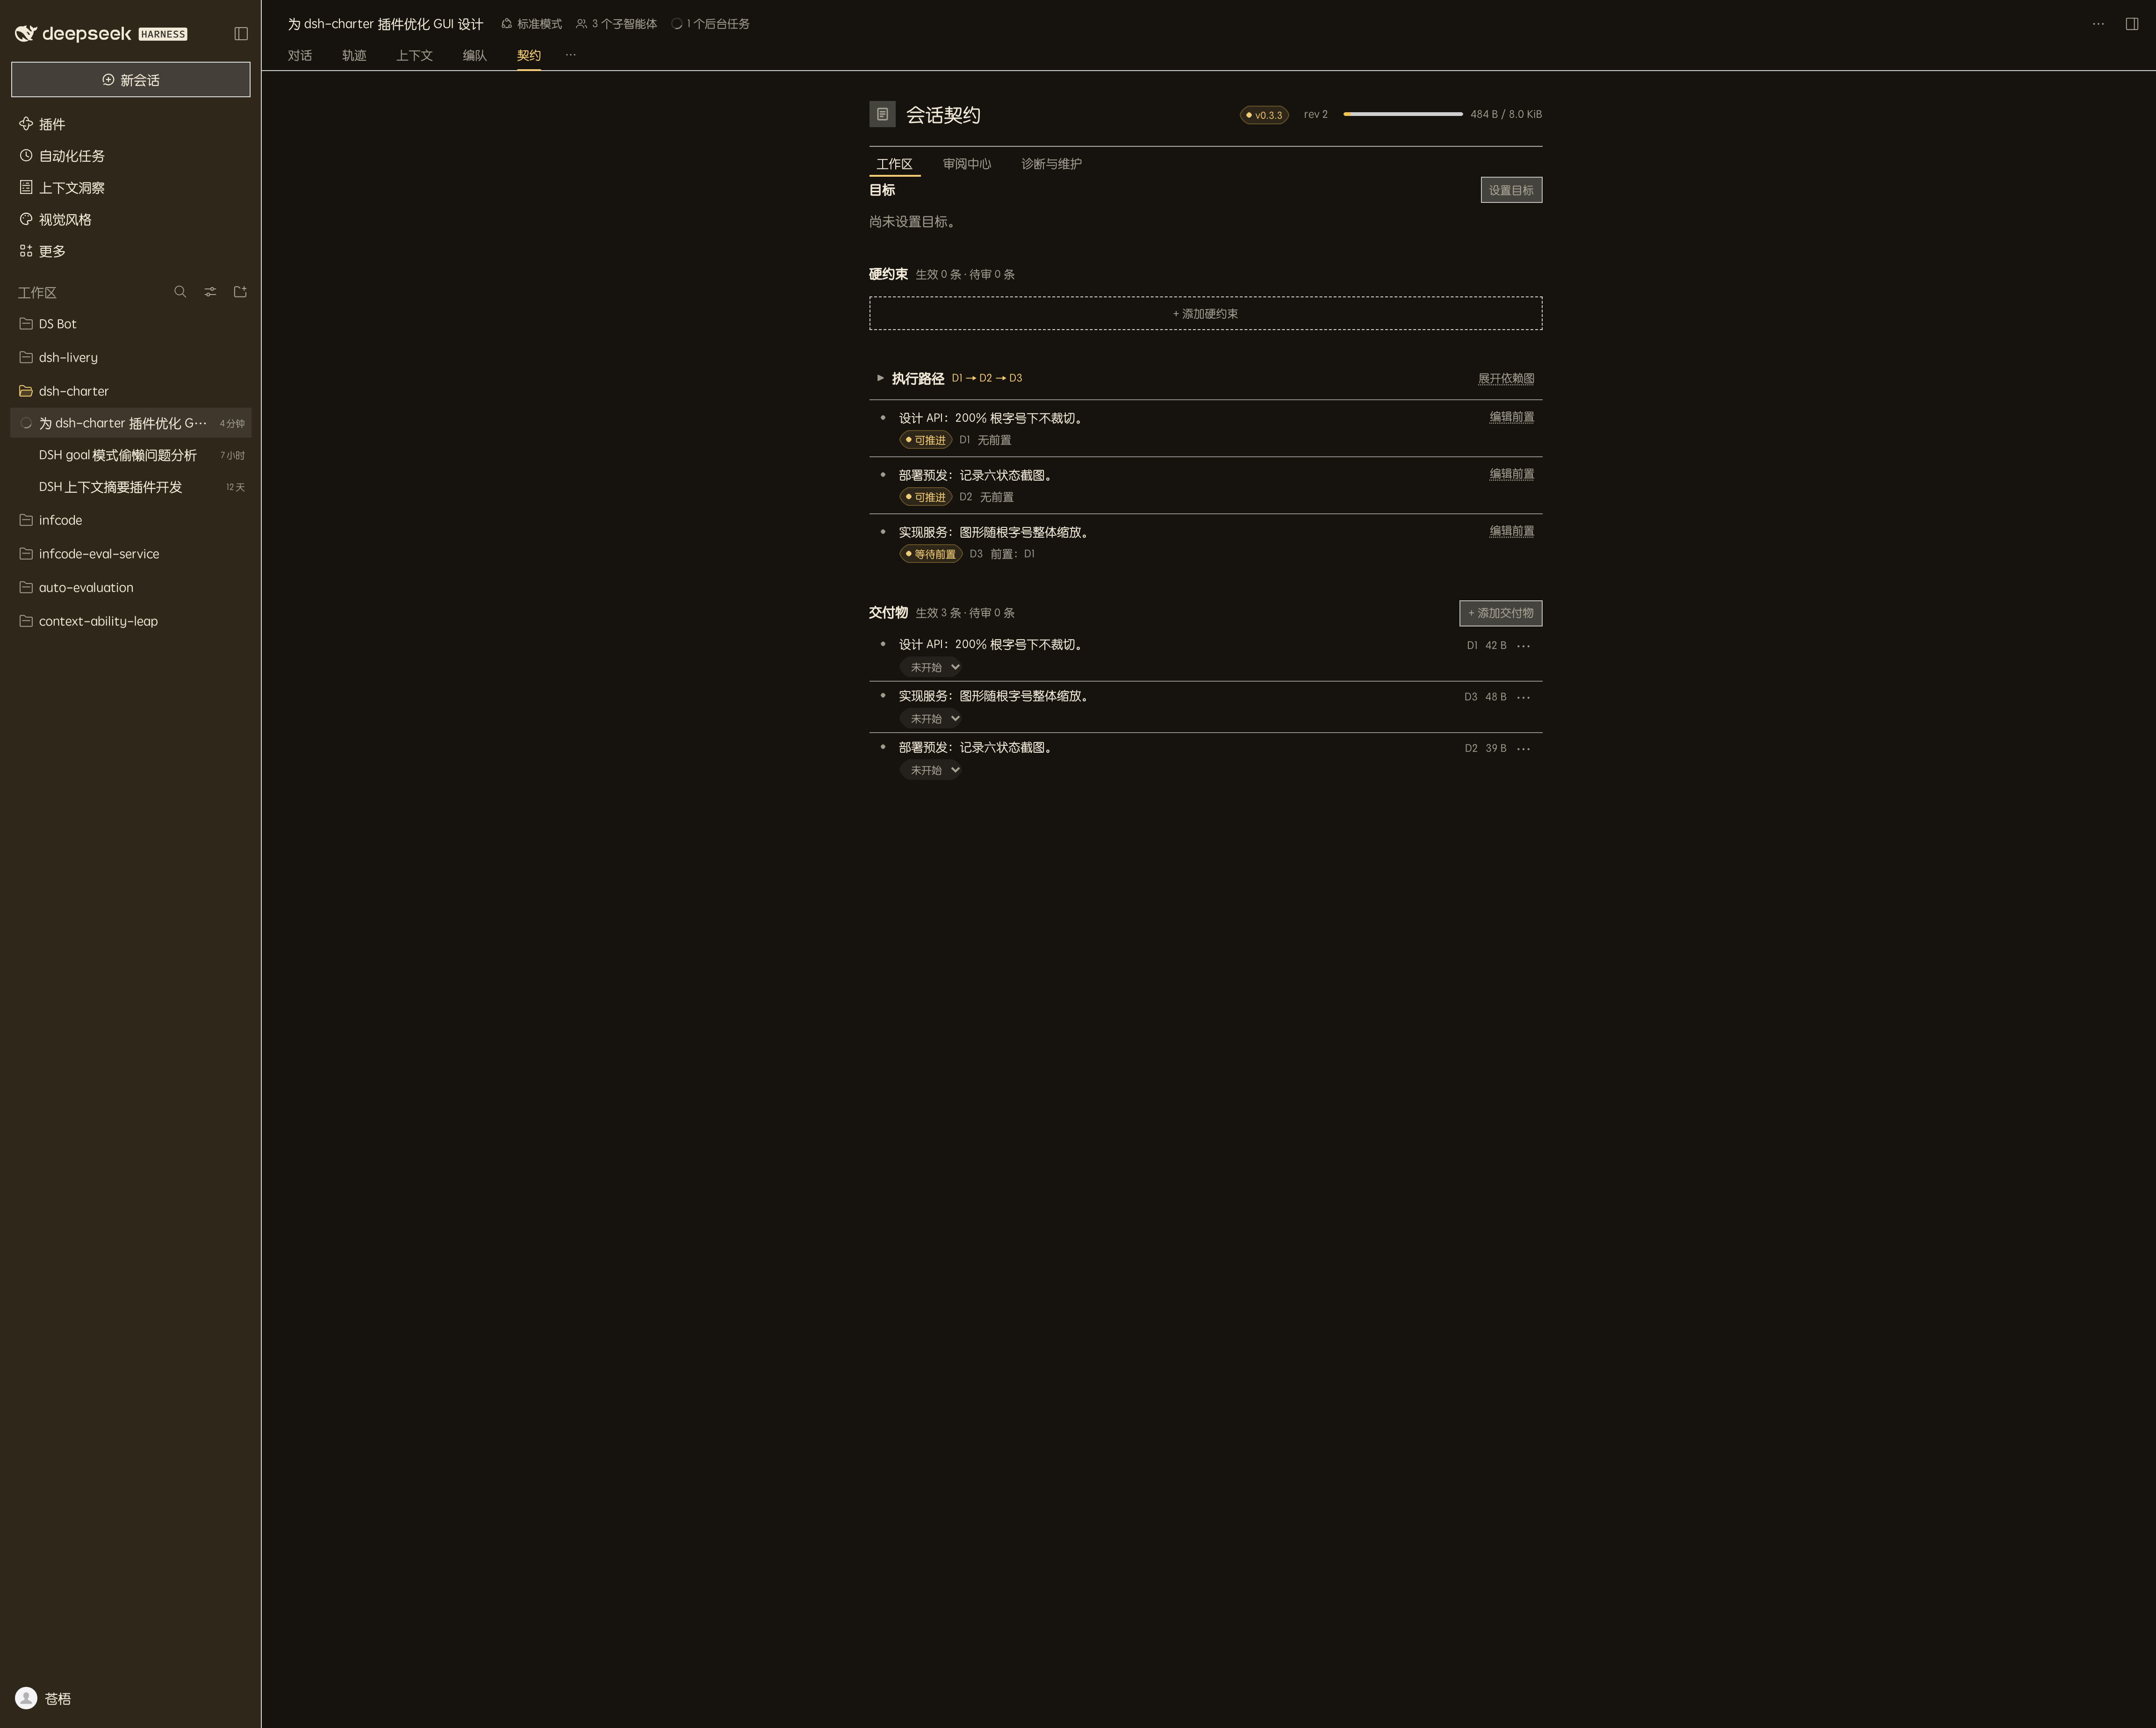 deepseek HARNESS
新会话
插件
自动化任务
上下文洞察
视觉风格
更多
工作区
DS Bot
dsh-livery
dsh-charter
为 dsh-charter 插件优化 G… 4 分钟
DSH goal 模式偷懒问题分析 7 小时
DSH 上下文摘要插件开发 12 天
infcode
infcode-eval-service
auto-evaluation
context-ability-leap
苍梧
为 dsh-charter 插件优化 GUI 设计 标准模式 3 个子智能体 1 个后台任务
对话 轨迹 上下文 编队 契约 …
会话契约 v0.3.3 rev 2 484 B / 8.0 KiB
工作区 审阅中心 诊断与维护
目标 设置目标
尚未设置目标。
硬约束 生效 0 条 · 待审 0 条
+ 添加硬约束
执行路径 D1 → D2 → D3 展开依赖图
设计 API：200% 根字号下不裁切。 编辑前置
可推进 D1 无前置
部署预发：记录六状态截图。 编辑前置
可推进 D2 无前置
实现服务：图形随根字号整体缩放。 编辑前置
等待前置 D3 前置：D1
交付物 生效 3 条 · 待审 0 条 + 添加交付物
设计 API：200% 根字号下不裁切。 D1 42 B …
未开始
实现服务：图形随根字号整体缩放。 D3 48 B …
未开始
部署预发：记录六状态截图。 D2 39 B …
未开始